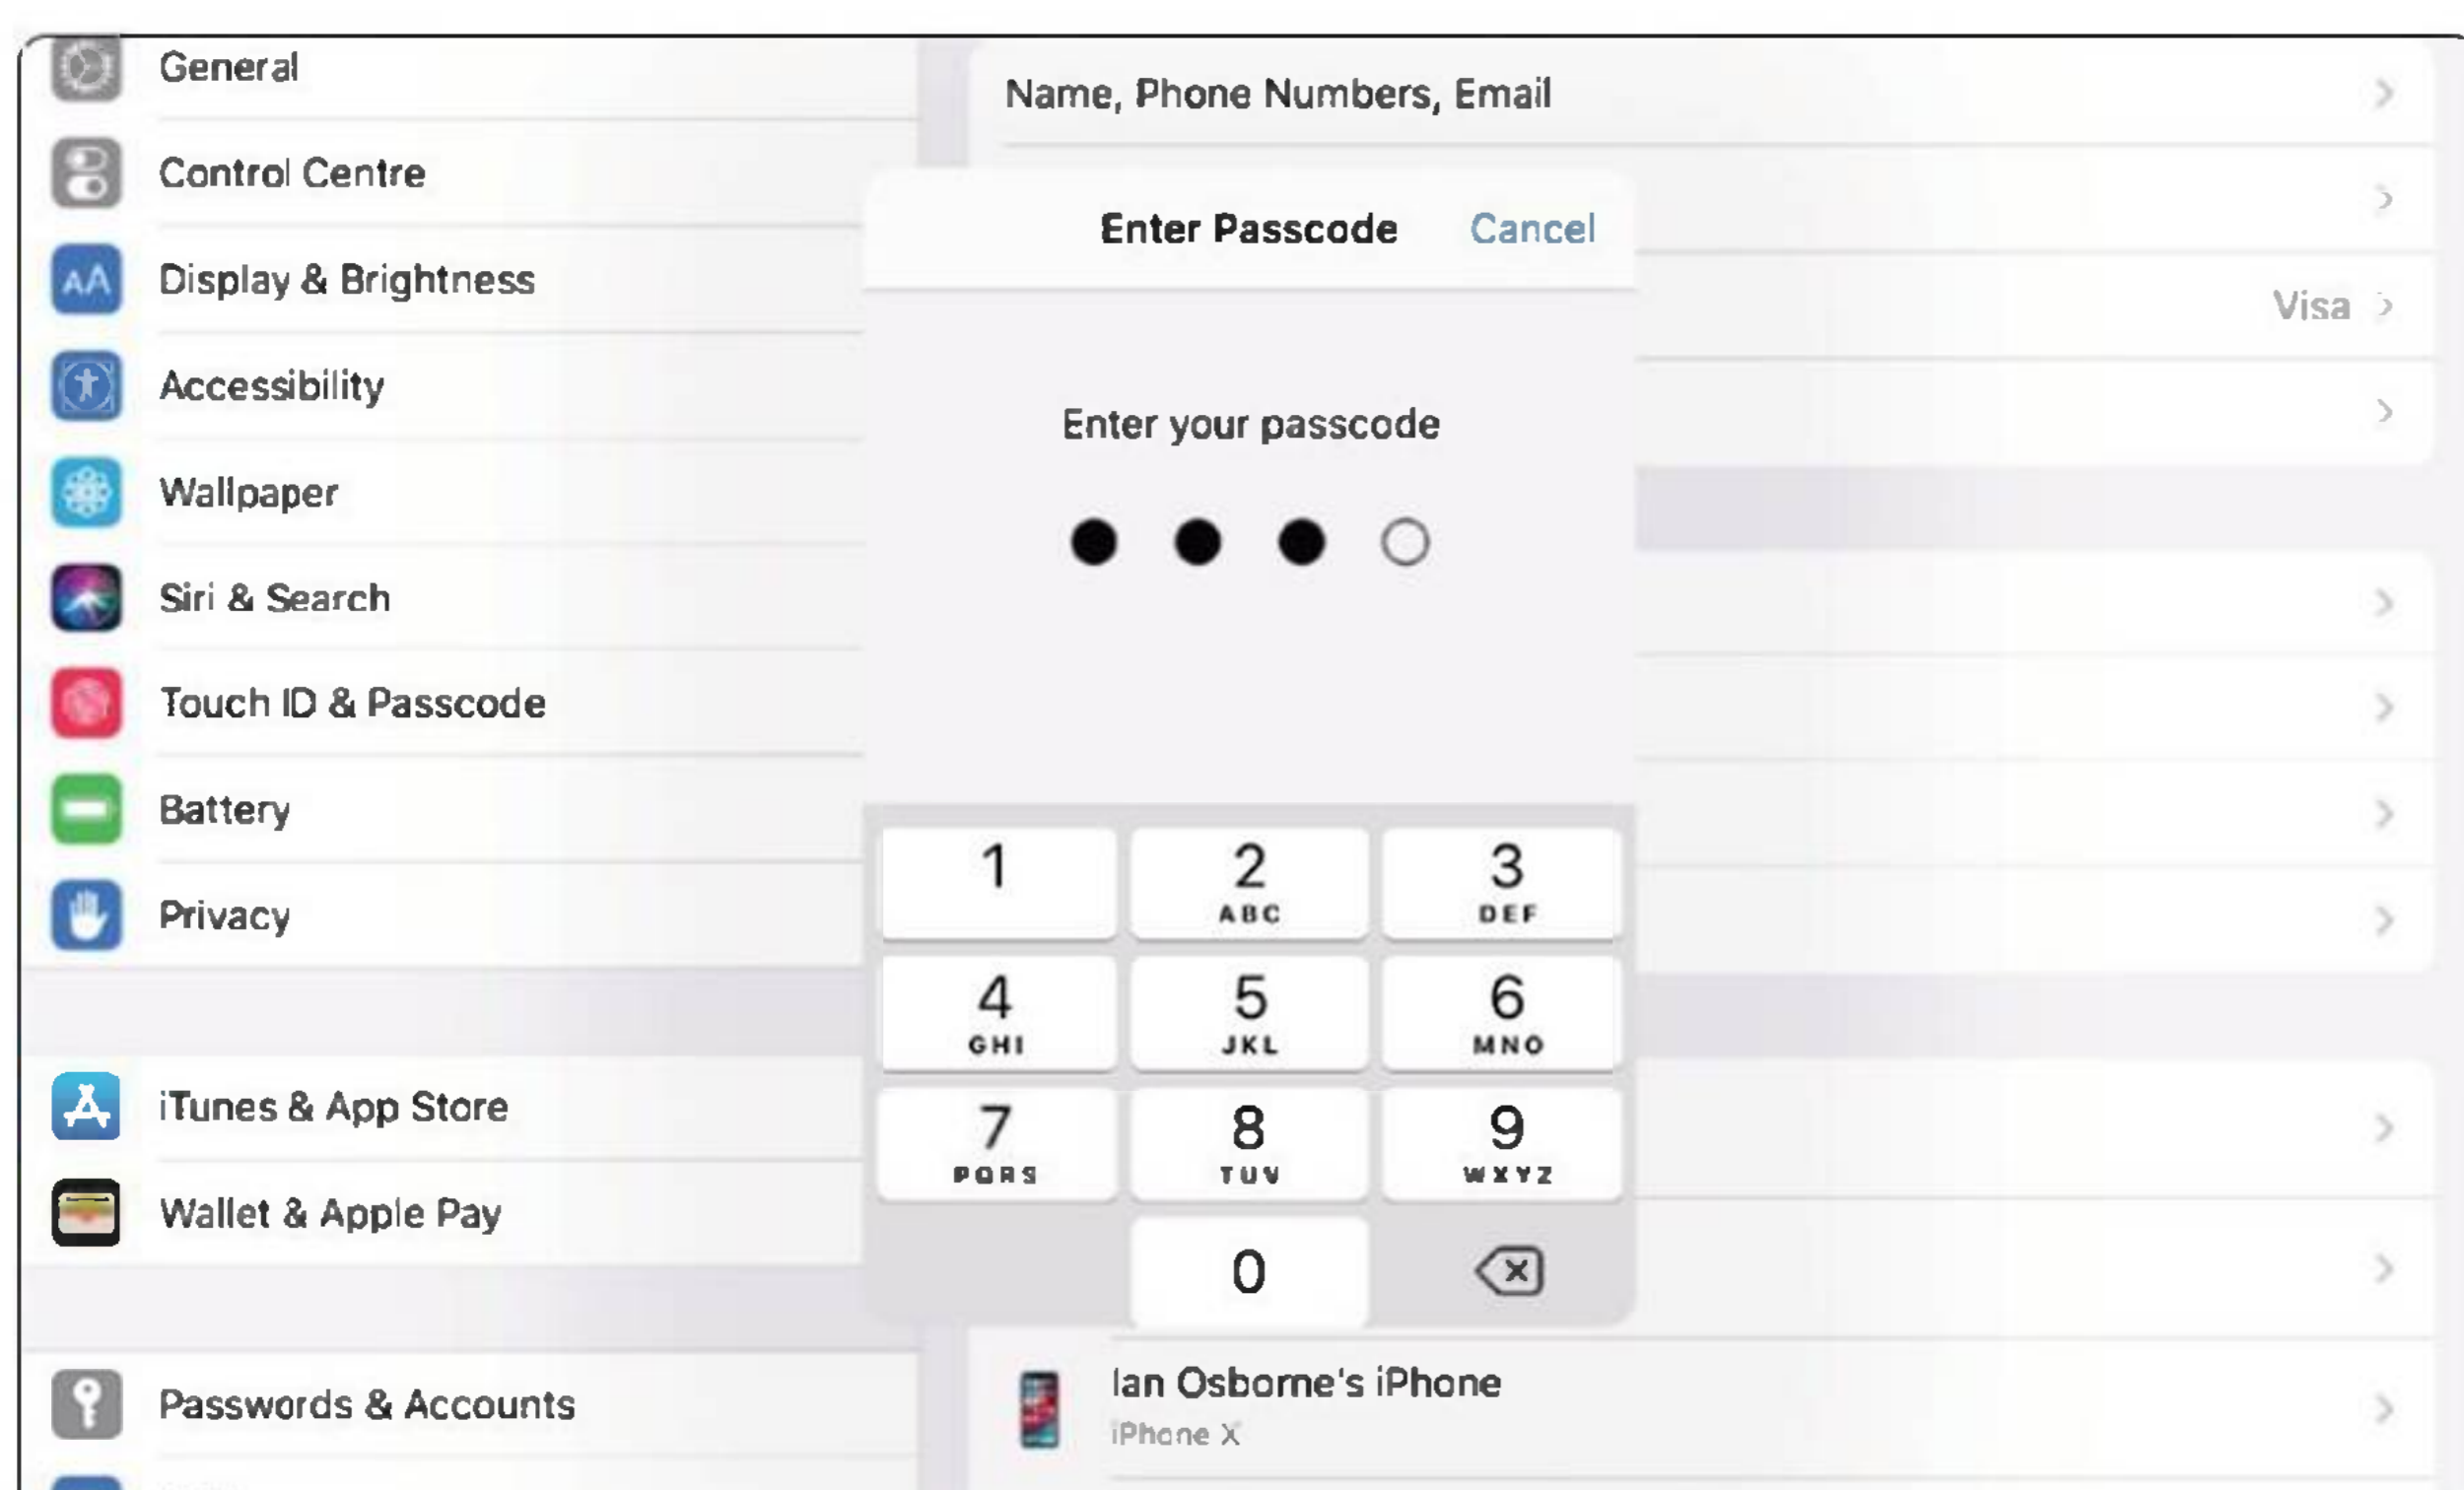 General
Control Centre
Display & Brightness
Accessibility
Wallpaper
Siri & Search
Touch ID & Passcode
Battery
Privacy
iTunes & App Store
Wallet & Apple Pay
Passwords & Accounts
Name, Phone Numbers, Email
Visa
Enter Passcode Cancel
Enter your passcode
1 2 3
ABC DEF
4 5 6
GHI JKL MNO
7 8 9
PQRS TUV WXYZ
0
Ian Osborne's iPhone
iPhone X